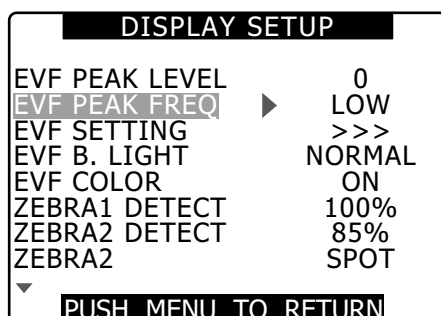 DISPLAY SETUP
EVF PEAK LEVEL 0
EVF PEAK FREQ LOW
EVF SETTING >>>
EVF B. LIGHT NORMAL
EVF COLOR ON
ZEBRA1 DETECT 100%
ZEBRA2 DETECT 85%
ZEBRA2 SPOT
PUSH MENU TO RETURN